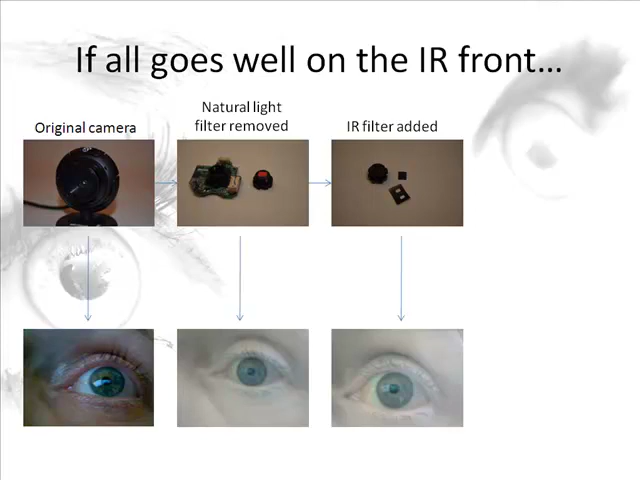 If all goes well on the IR front…
Original camera
Natural light
filter removed
IR filter added